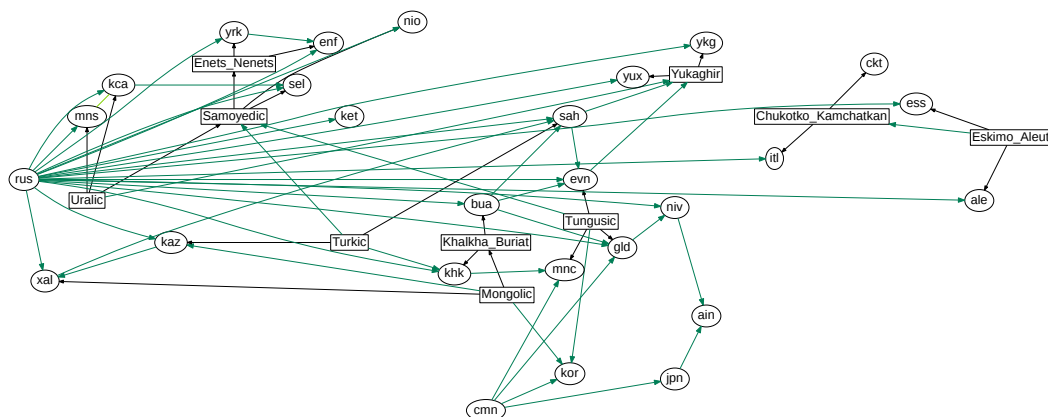 nio
yrk
enf
ykg
Enets_Nenets
ckt
yux
Yukaghir
kca
sel
ess
mns
Samoyedic
ket
sah
Chukotko_Kamchatkan
Eskimo_Aleut
itl
rus
evn
Uralic
ale
bua
niv
Tungusic
kaz
Turkic
Khalkha_Buriat
gld
xal
khk
mnc
Mongolic
ain
kor
jpn
cmn